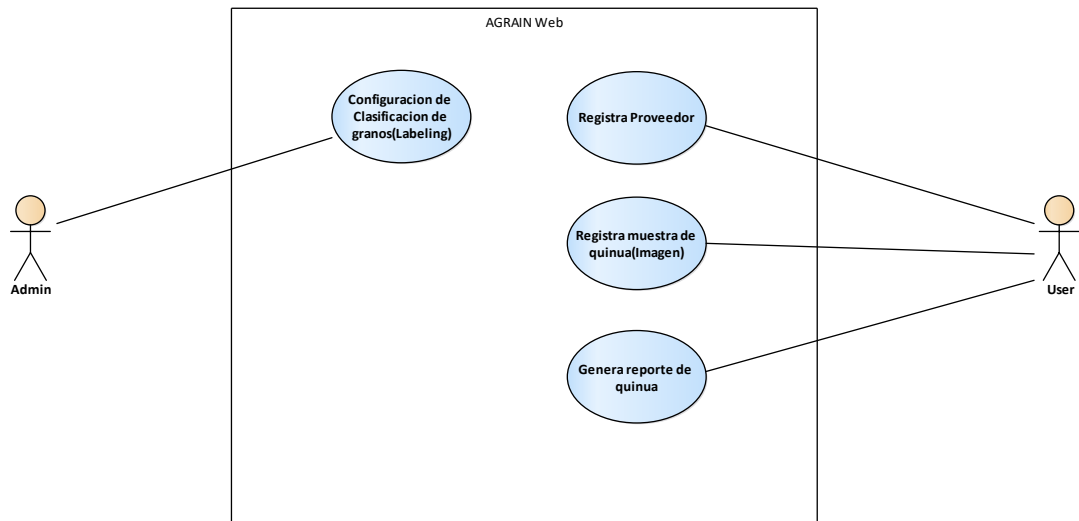 AGRAIN Web
Configuracion de
Clasificacion de
granos(Labeling)
Registra Proveedor
Registra muestra de
quinua(Imagen)
Genera reporte de
quinua
Admin
User